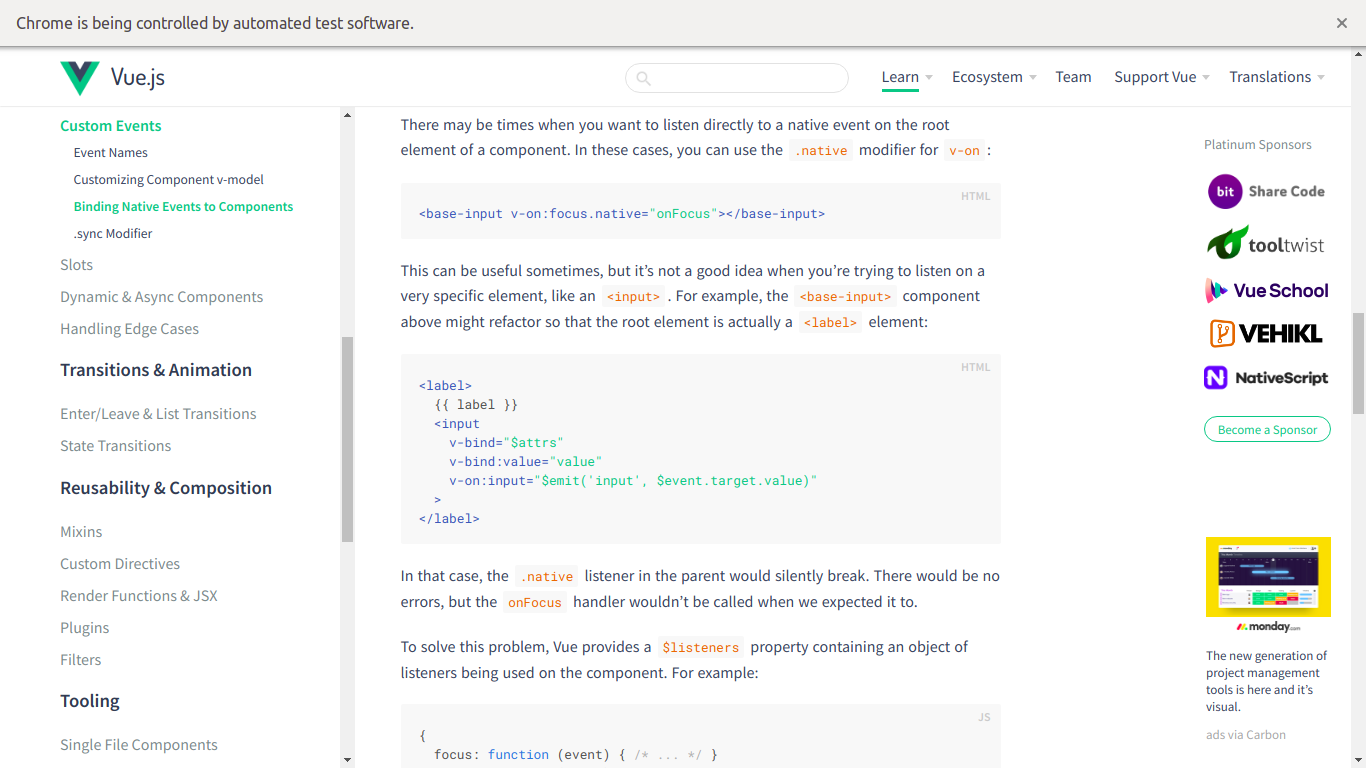 Chrome is being controlled by automated test software.
Vue.js
Learn
Ecosystem
Team
Support Vue
Translations
Custom Events
Event Names
Customizing Component v-model
Binding Native Events to Components
.sync Modifier
Slots
Dynamic & Async Components
Handling Edge Cases
Transitions & Animation
Enter/Leave & List Transitions
State Transitions
Reusability & Composition
Mixins
Custom Directives
Render Functions & JSX
Plugins
Filters
Tooling
Single File Components
There may be times when you want to listen directly to a native event on the root
element of a component. In these cases, you can use the .native modifier for v-on :
HTML
<base-input v-on:focus.native="onFocus"></base-input>
This can be useful sometimes, but it’s not a good idea when you’re trying to listen on a
very specific element, like an <input> . For example, the <base-input> component
above might refactor so that the root element is actually a <label> element:
HTML
<label>
{{ label }}
<input
v-bind="$attrs"
v-bind:value="value"
v-on:input="$emit('input', $event.target.value)"
>
</label>
In that case, the .native listener in the parent would silently break. There would be no
errors, but the onFocus handler wouldn’t be called when we expected it to.
To solve this problem, Vue provides a $listeners property containing an object of
listeners being used on the component. For example:
JS
{
focus: function (event) { /* ... */ }
Platinum Sponsors
bit Share Code
tooltwist
Vue School
VEHIKL
NativeScript
Become a Sponsor
monday.com
The new generation of
project management
tools is here and it’s
visual.
ads via Carbon